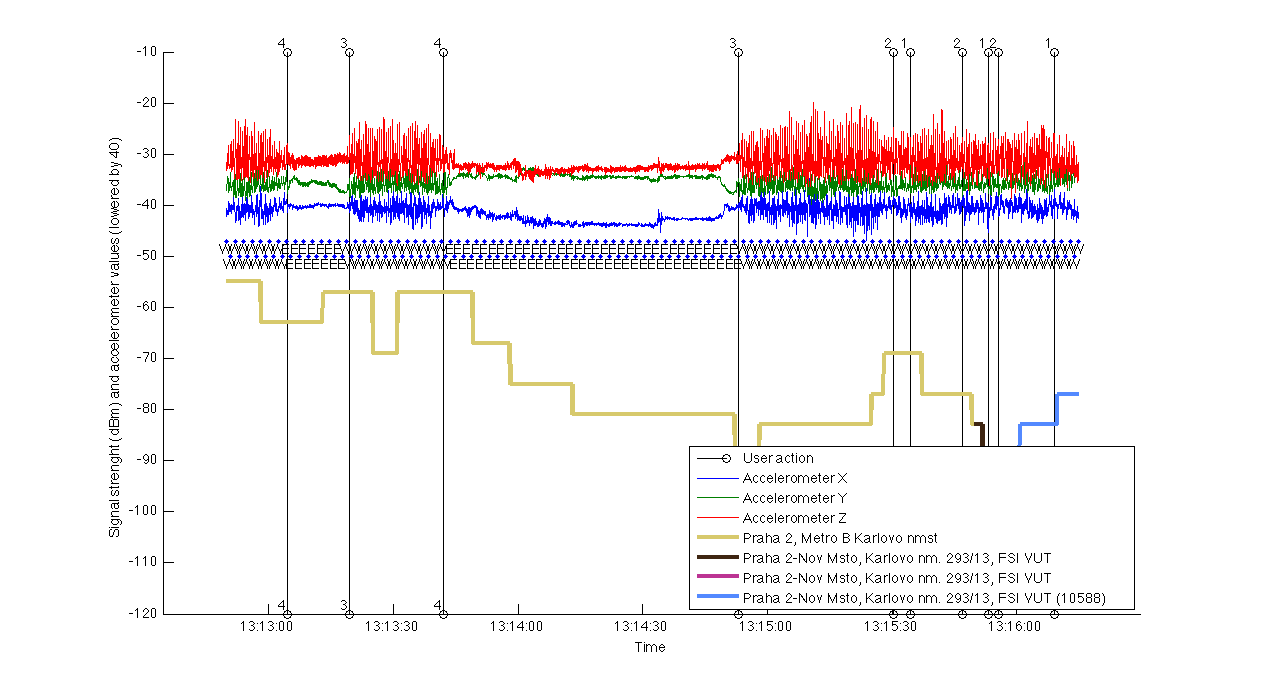 4 3 4 3 2 1 2 1 2 1
-10
-20
-30
-40
-50
-60
-70
-80
-90
-100
-110
-120
Signal strenght (dBm) and accelerometer values (lowered by 40)
User action
Accelerometer X
Accelerometer Y
Accelerometer Z
Praha 2, Metro B Karlovo nmst
Praha 2-Nov Msto, Karlovo nm. 293/13, FSI VUT
Praha 2-Nov Msto, Karlovo nm. 293/13, FSI VUT
Praha 2-Nov Msto, Karlovo nm. 293/13, FSI VUT (10588)
4 3 4
13:13:00 13:13:30 13:14:00 13:14:30 13:15:00 13:15:30 13:16:00
Time